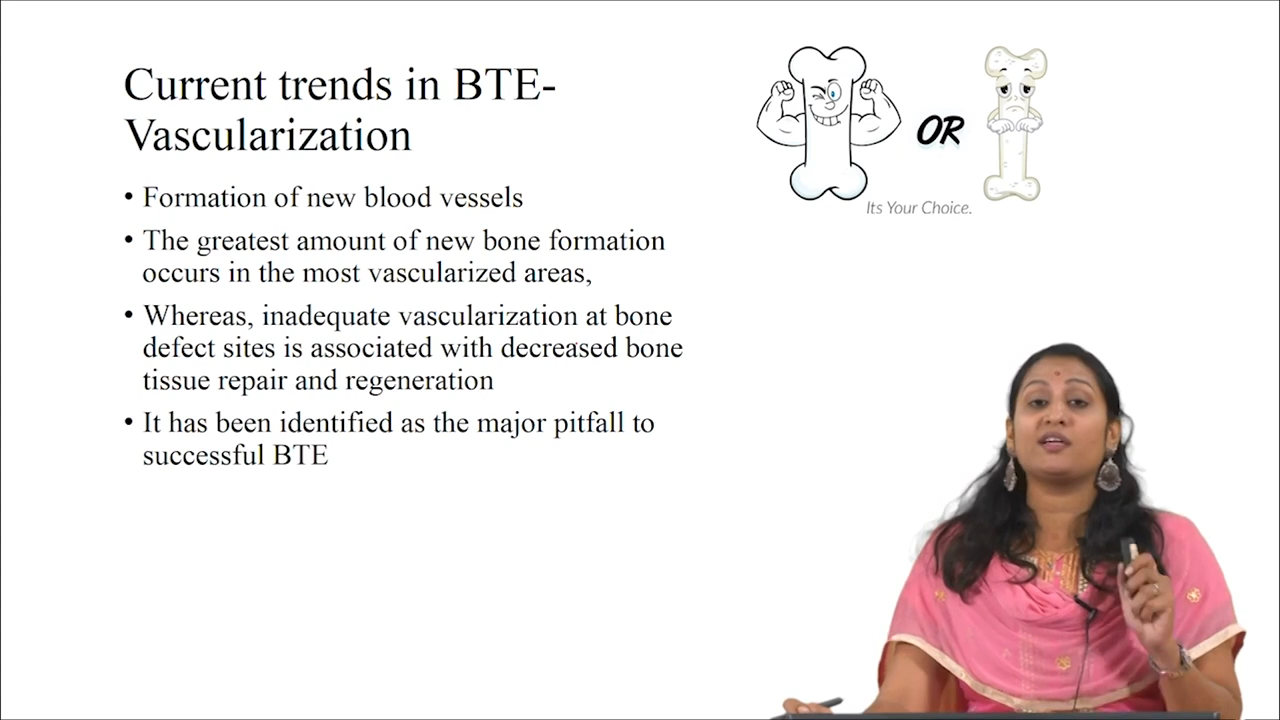 Current trends in BTE-
Vascularization
• Formation of new blood vessels
• The greatest amount of new bone formation
occurs in the most vascularized areas,
• Whereas, inadequate vascularization at bone
defect sites is associated with decreased bone
tissue repair and regeneration
• It has been identified as the major pitfall to
successful BTE
OR
Its Your Choice.